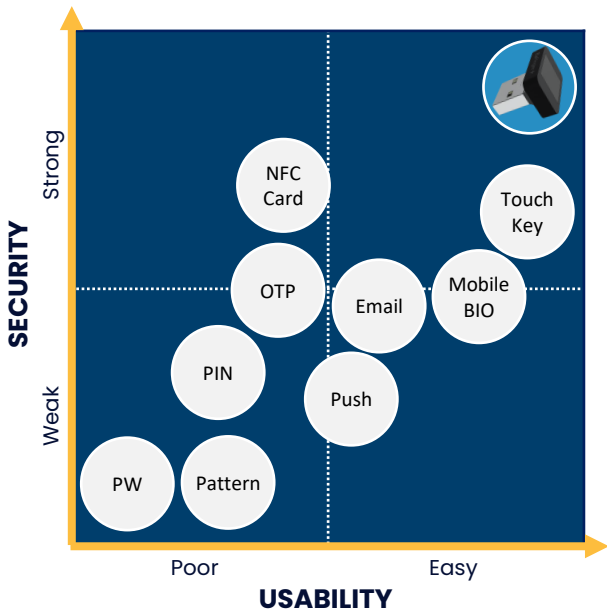 SECURITY
Strong
Weak
NFC
Card
Touch
Key
OTP
Email
Mobile
BIO
PIN
Push
PW
Pattern
Poor
Easy
USABILITY